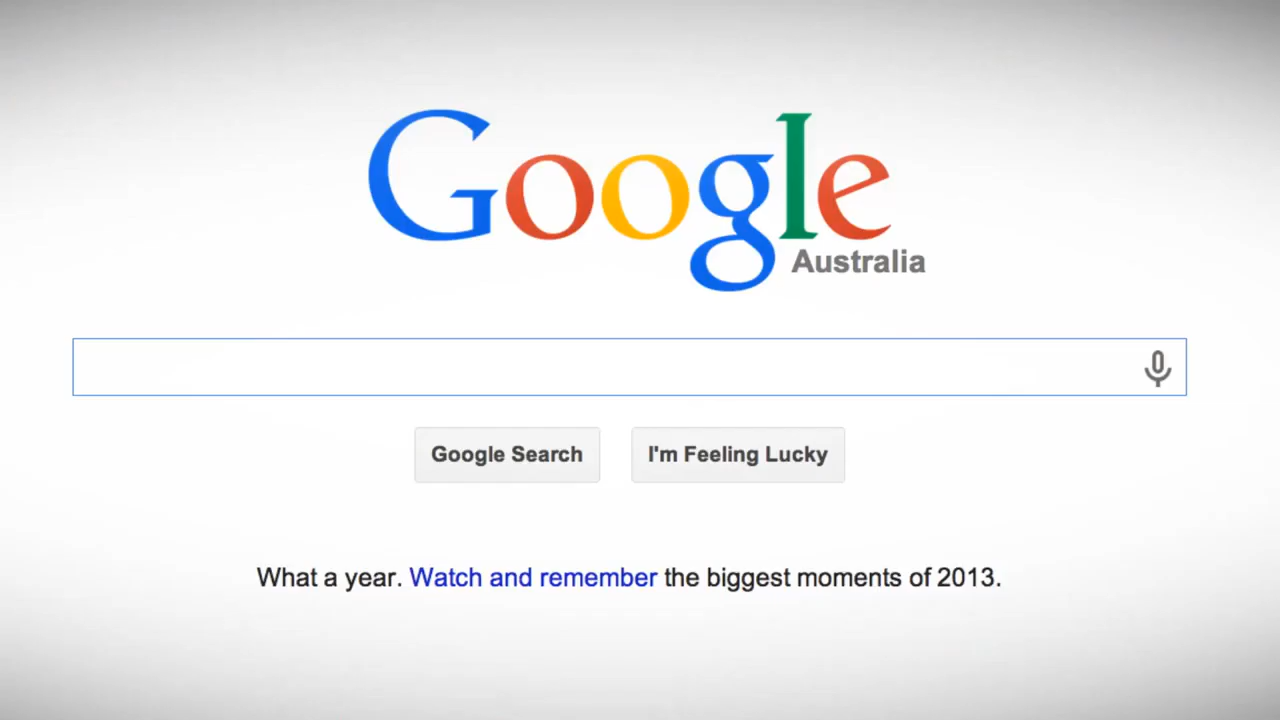 Google
Australia
Google Search
I'm Feeling Lucky
What a year. Watch and remember the biggest moments of 2013.